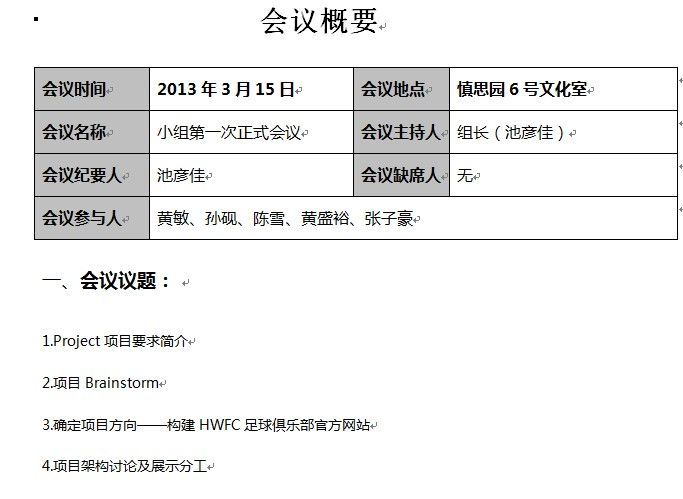 会议概要
会议时间 2013 年 3 月 15 日 会议地点 慎思园 6 号文化室
会议名称 小组第一次正式会议 会议主持人 组长（池彦佳）
会议纪要人 池彦佳 会议缺席人 无
会议参与人 黄敏、孙砚、陈雪、黄盛裕、张子豪
一、会议议题：
1.Project 项目要求简介
2.项目 Brainstorm
3.确定项目方向——构建 HWFC 足球俱乐部官方网站
4.项目架构讨论及展示分工